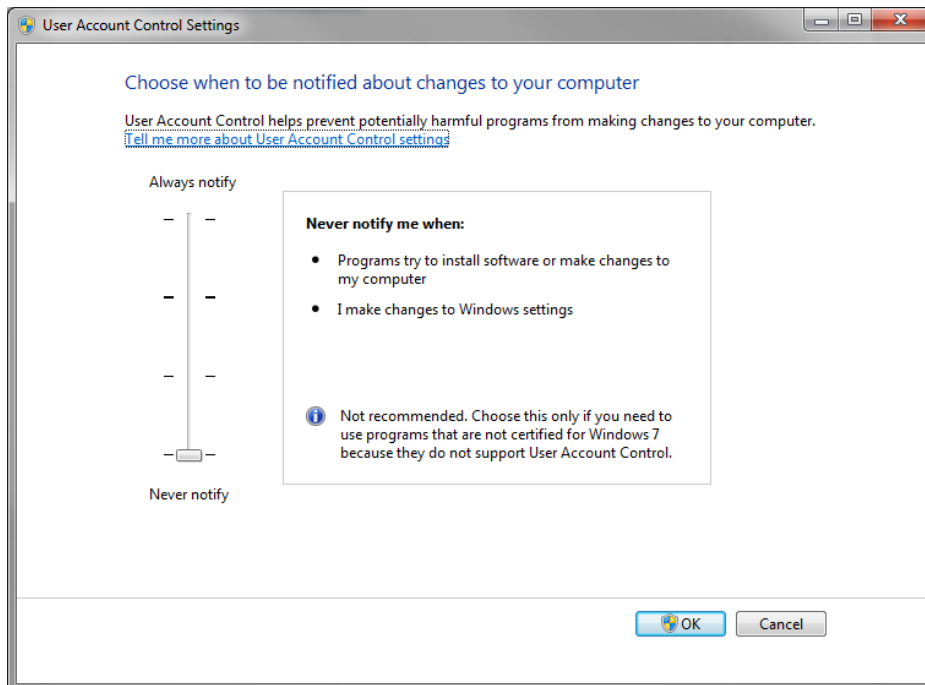 User Account Control Settings
Choose when to be notified about changes to your computer
User Account Control helps prevent potentially harmful programs from making changes to your computer.
Tell me more about User Account Control settings
Always notify
Never notify me when:
• Programs try to install software or make changes to
my computer
• I make changes to Windows settings
Not recommended. Choose this only if you need to
use programs that are not certified for Windows 7
because they do not support User Account Control.
Never notify
OK
Cancel